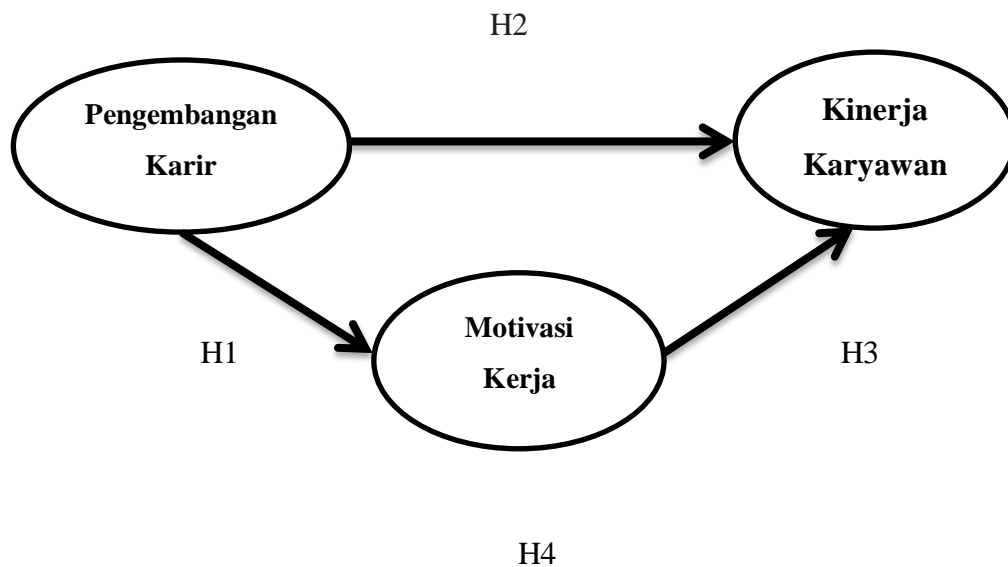 H2
Pengembangan
Karir
Kinerja
Karyawan
Motivasi
Kerja
H1
H3
H4